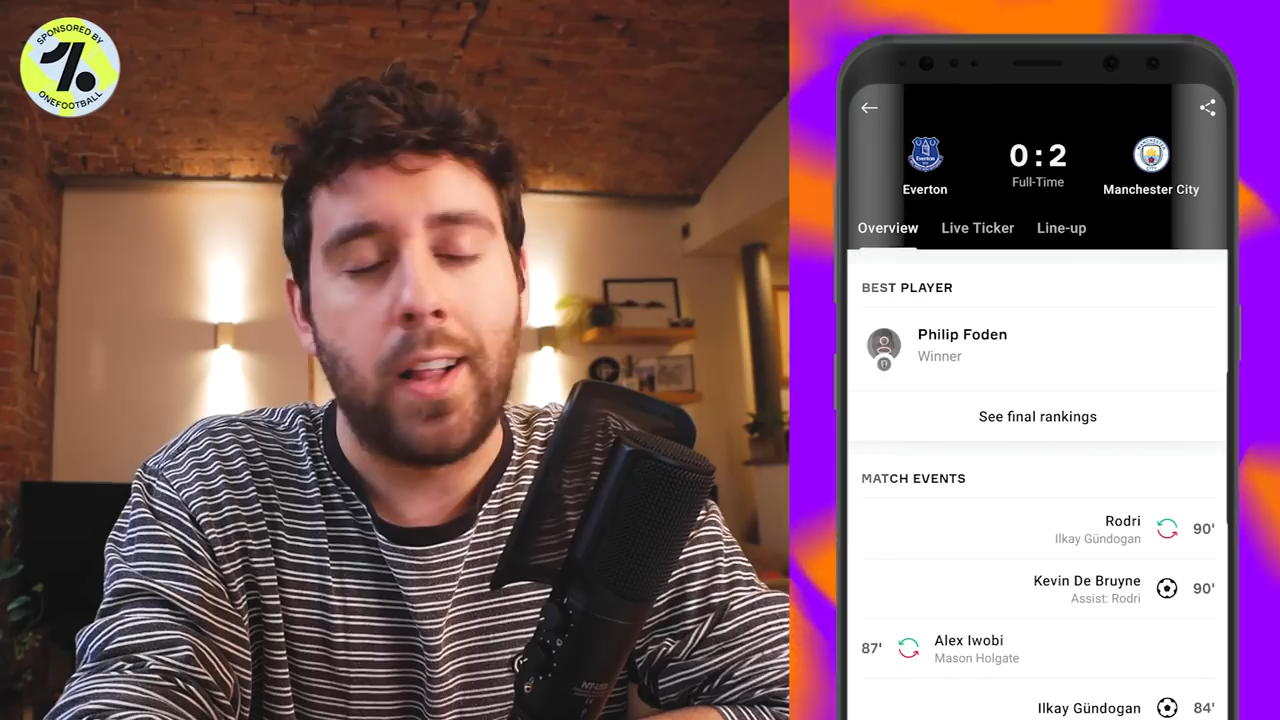 SPONSORED BY
ONEFOOTBALL
Everton
0 : 2
Full-Time
Manchester City
Overview
Live Ticker
Line-up
BEST PLAYER
Philip Foden
Winner
See final rankings
MATCH EVENTS
Rodri
Ilkay Gündogan
90'
Kevin De Bruyne
Assist: Rodri
90'
87'
Alex Iwobi
Mason Holgate
Ilkay Gündogan
84'